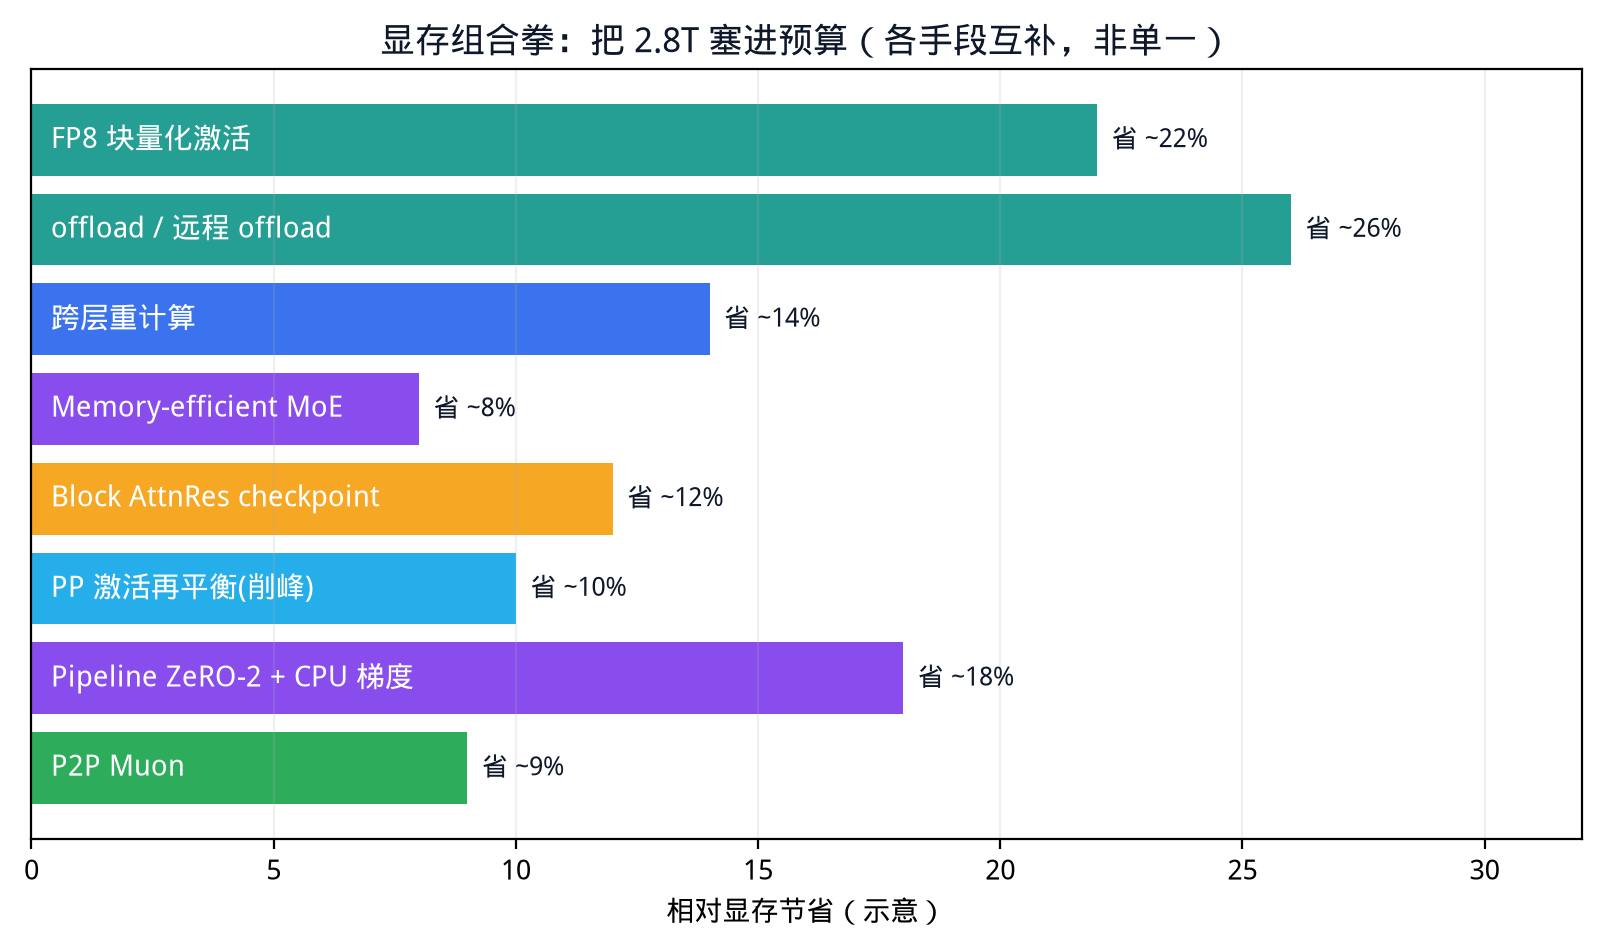 显存组合拳：把 2.8T 塞进预算（各手段互补，非单一）
FP8 块量化激活 省 ~22%
offload / 远程 offload 省 ~26%
跨层重计算 省 ~14%
Memory-efficient MoE 省 ~8%
Block AttnRes checkpoint 省 ~12%
PP 激活再平衡(削峰) 省 ~10%
Pipeline ZeRO-2 + CPU 梯度 省 ~18%
P2P Muon 省 ~9%
0 5 10 15 20 25 30
相对显存节省（示意）